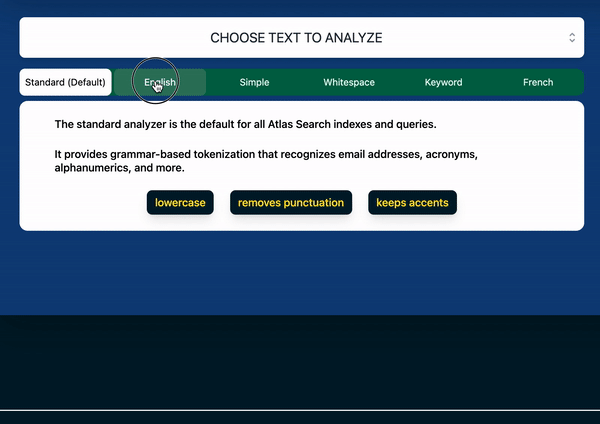 CHOOSE TEXT TO ANALYZE
Standard (Default) English Simple Whitespace Keyword French
The standard analyzer is the default for all Atlas Search indexes and queries.
It provides grammar-based tokenization that recognizes email addresses, acronyms,
alphanumerics, and more.
lowercase removes punctuation keeps accents